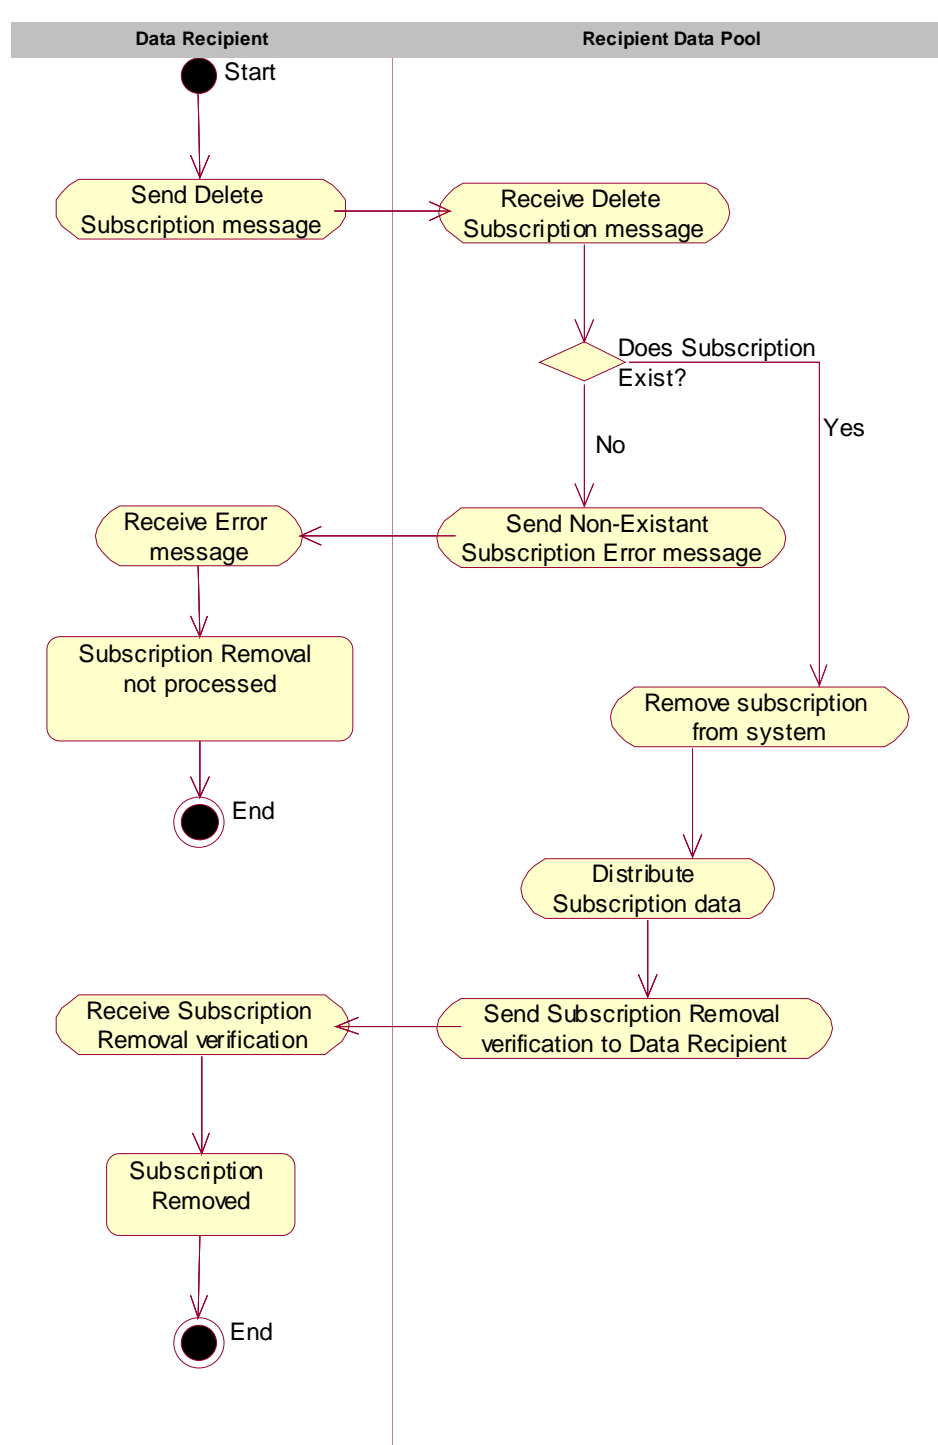 Data Recipient
Recipient Data Pool
Start
Send Delete
Subscription message
Receive Delete
Subscription message
Does Subscription
Exist?
Yes
No
Receive Error
message
Send Non-Existant
Subscription Error message
Subscription Removal
not processed
Remove subscription
from system
End
Distribute
Subscription data
Receive Subscription
Removal verification
Send Subscription Removal
verification to Data Recipient
Subscription
Removed
End